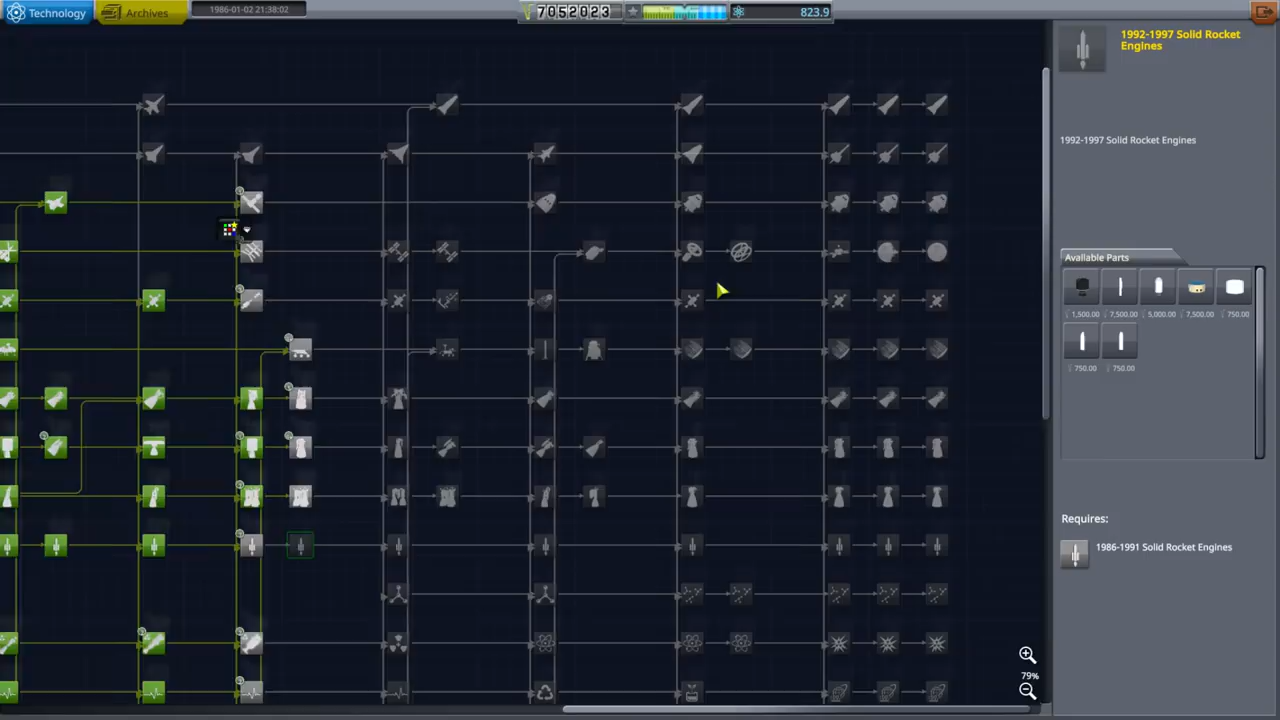 Technology
Archives
1986-01-02 21:38:02
7052023
823.9
1992-1997 Solid Rocket
Engines
1992-1997 Solid Rocket Engines
Available Parts
1,500.00 7,500.00 5,000.00 7,500.00 750.00
750.00 750.00
Requires:
1986-1991 Solid Rocket Engines
79%